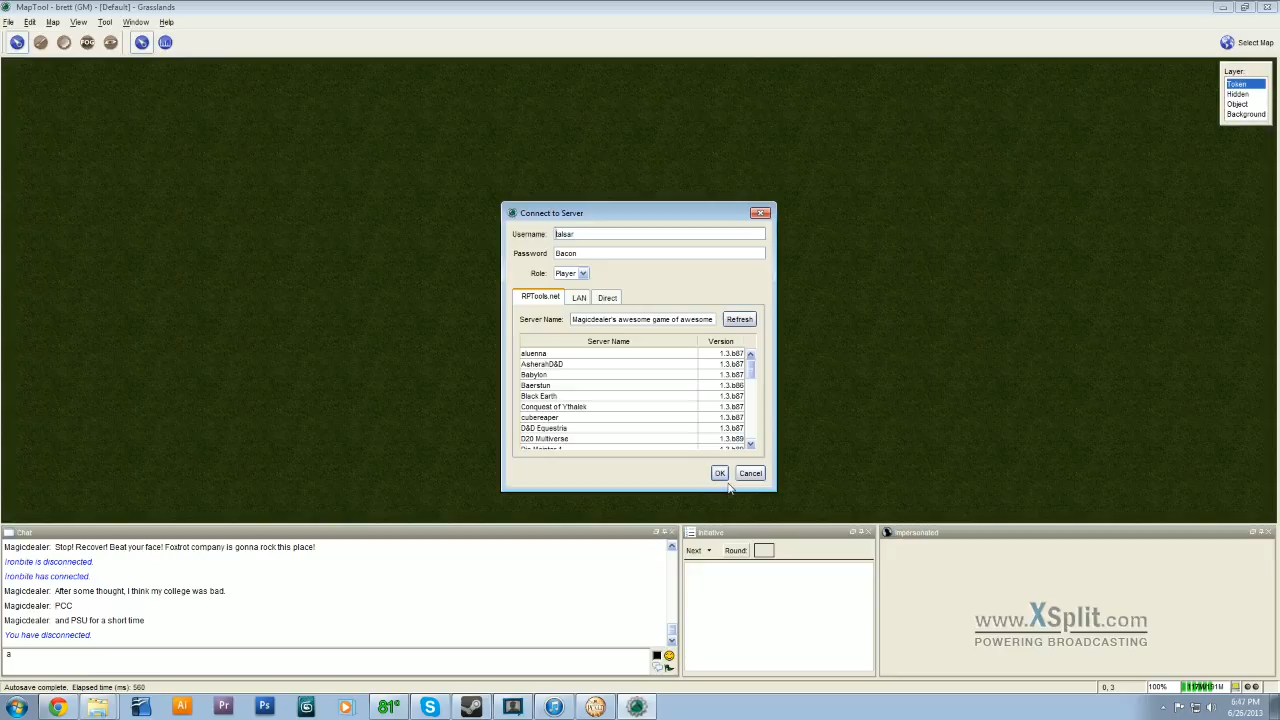 MapTool - brett (GM) - [Default] - Grasslands
File Edit Map View Tool Window Help
FOG
Select Map
Layer:
Token
Hidden
Object
Background
Connect to Server
Username: talsar
Password Bacon
Role: Player
RPTools.net LAN Direct
Server Name: Magicdealer's awesome game of awesome Refresh
Server Name Version
aluenna 1.3.b87
AsherahD&D 1.3.b87
Babylon 1.3.b87
Baerstun 1.3.b86
Black Earth 1.3.b87
Conquest of Ythalek 1.3.b87
cubereaper 1.3.b87
D&D Equestria 1.3.b87
D20 Multiverse 1.3.b89
OK Cancel
Chat
Magicdealer: Stop! Recover! Beat your face! Foxtrot company is gonna rock this place!
Ironbite is disconnected.
Ironbite has connected.
Magicdealer: After some thought, I think my college was bad.
Magicdealer: PCC
Magicdealer: and PSU for a short time
You have disconnected.
a
Initiative
Next Round:
Impersonated
www.XSplit.com
POWERING BROADCASTING
Autosave complete. Elapsed time (ms): 560
0, 3 100%
Ai Pr Ps 81°
6:47 PM
6/26/2013